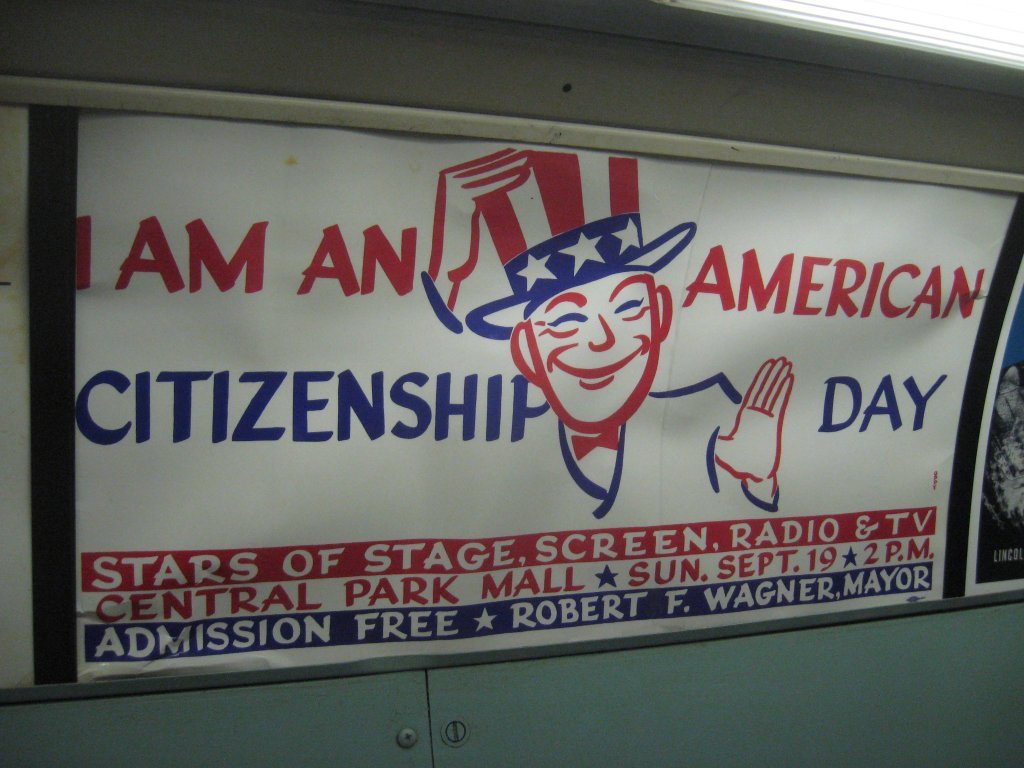 I AM AN AMERICAN
CITIZENSHIP DAY
STARS OF STAGE, SCREEN, RADIO & TV
CENTRAL PARK MALL ★ SUN. SEPT. 19 ★ 2 P.M.
ADMISSION FREE ★ ROBERT F. WAGNER, MAYOR